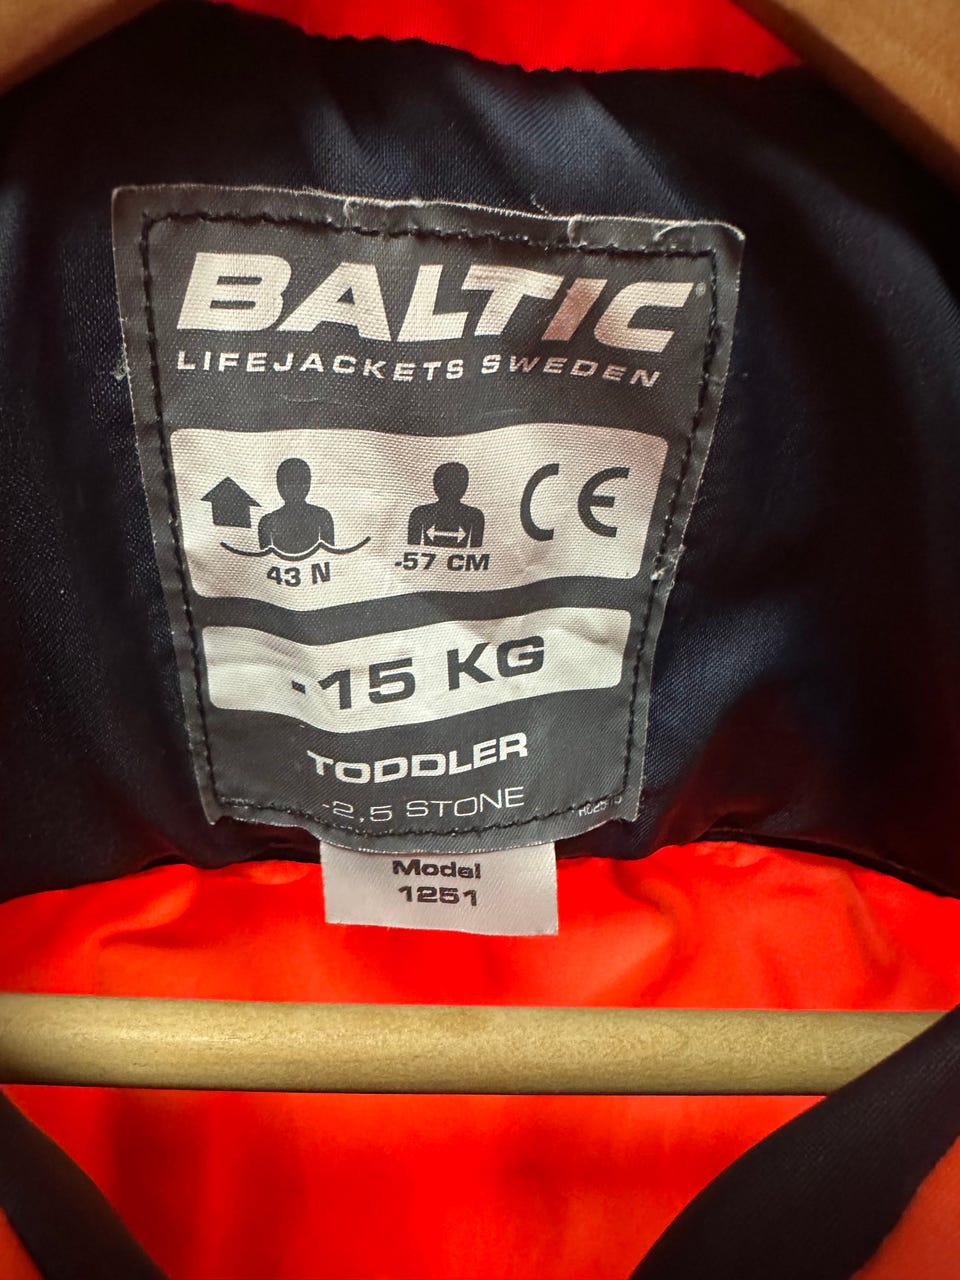 BALTIC
LIFEJACKETS SWEDEN
43 N
-57 CM
CE
-15 KG
TODDLER
-2,5 STONE
Model
1251